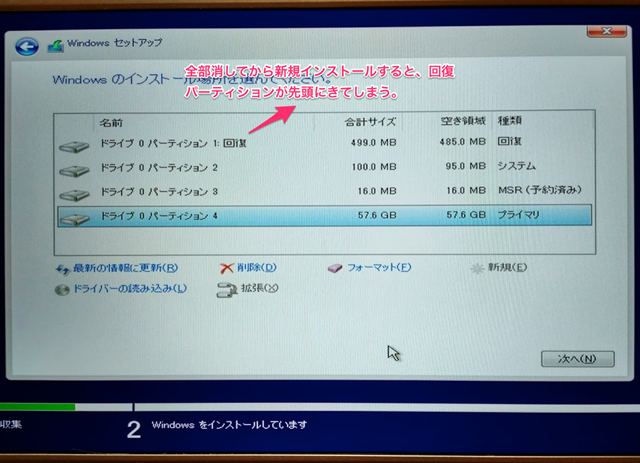 Windows セットアップ
全部消してから新規インストールすると、回復
パーティションが先頭にきてしまう。
Windows のインストール場所を選んでください。
名前 合計サイズ 空き領域 種類
ドライブ 0 パーティション 1: 回復 499.0 MB 485.0 MB 回復
ドライブ 0 パーティション 2 100.0 MB 95.0 MB システム
ドライブ 0 パーティション 3 16.0 MB 16.0 MB MSR (予約済み)
ドライブ 0 パーティション 4 57.6 GB 57.6 GB プライマリ
最新の情報に更新(R) 削除(D) フォーマット(F) 新規(E)
ドライバーの読み込み(L) 拡張(X)
次へ(N)
収集 2 Windows をインストールしています